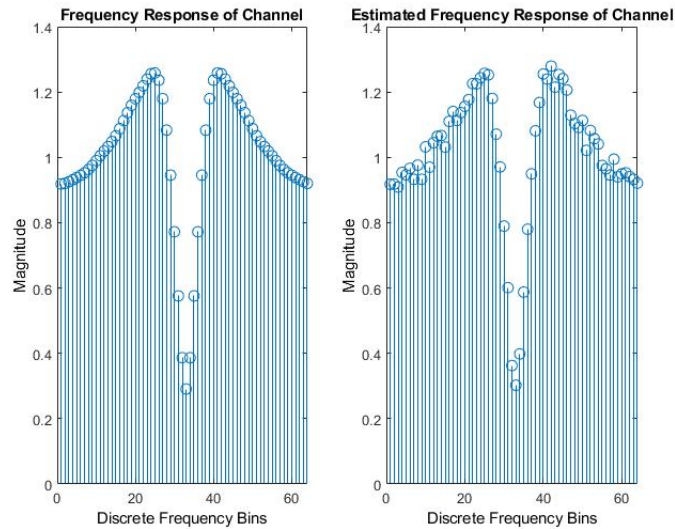 Frequency Response of Channel
1.4
1.2
1
0.8
0.6
0.4
0.2
0
0 20 40 60
Magnitude
Discrete Frequency Bins
Estimated Frequency Response of Channel
1.4
1.2
1
0.8
0.6
0.4
0.2
0
0 20 40 60
Magnitude
Discrete Frequency Bins